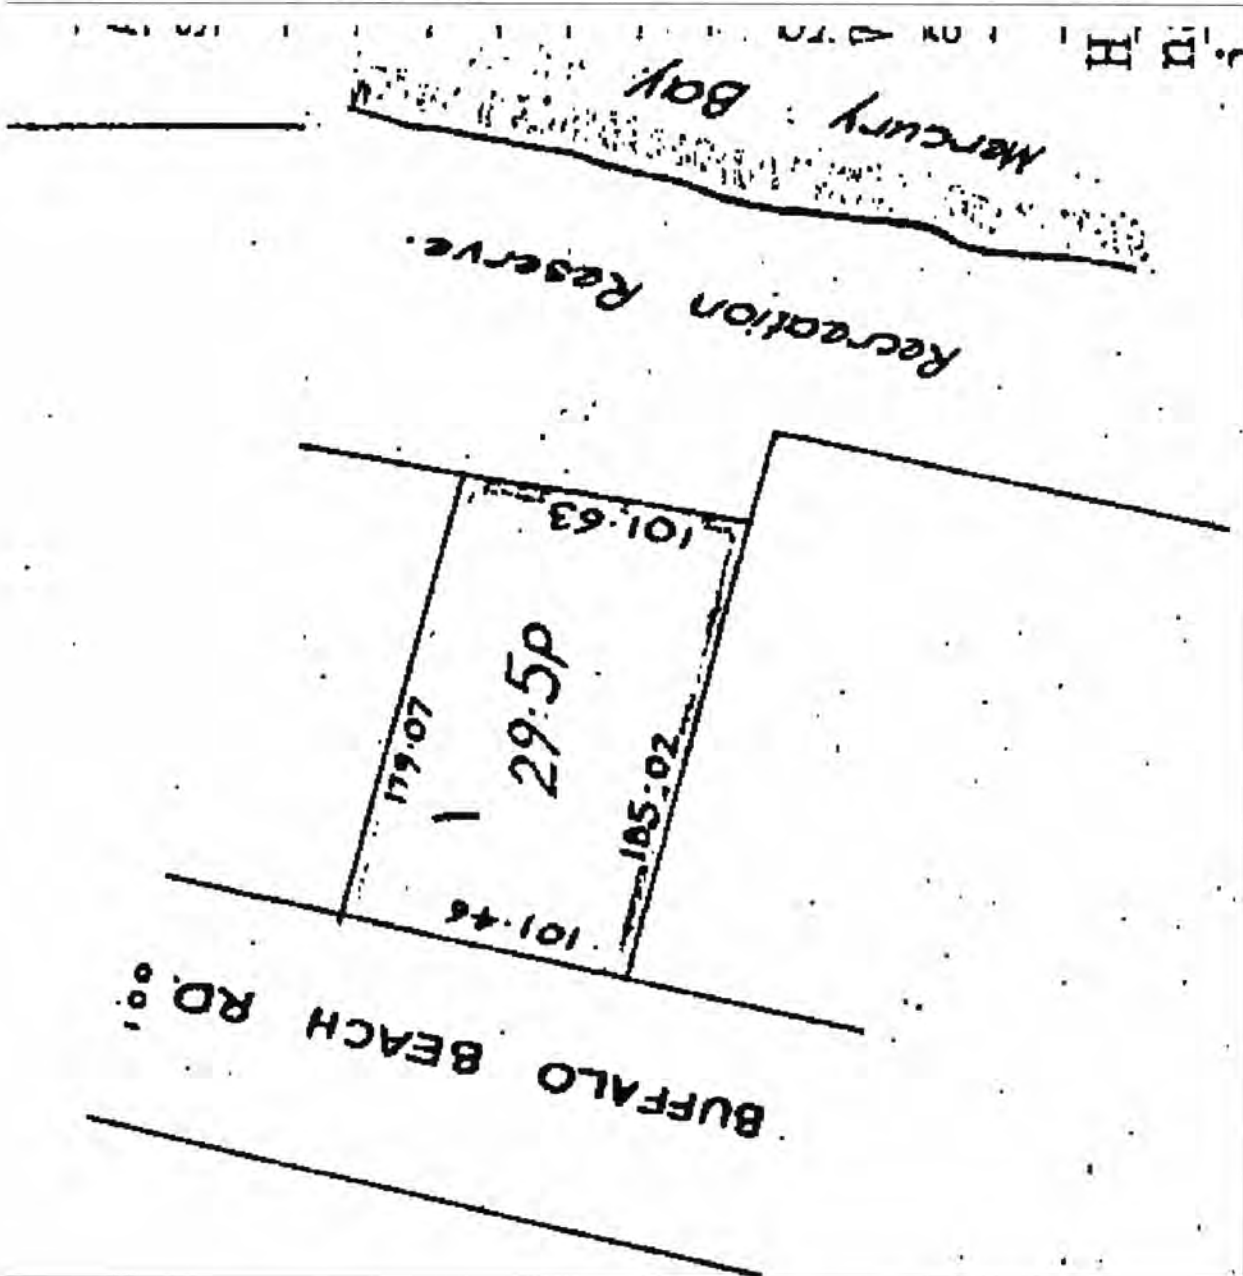 Mercury Bay
Recreation Reserve.
101.63
179.07
1
29.5p
185.02
101.46
BUFFALO BEACH RD.